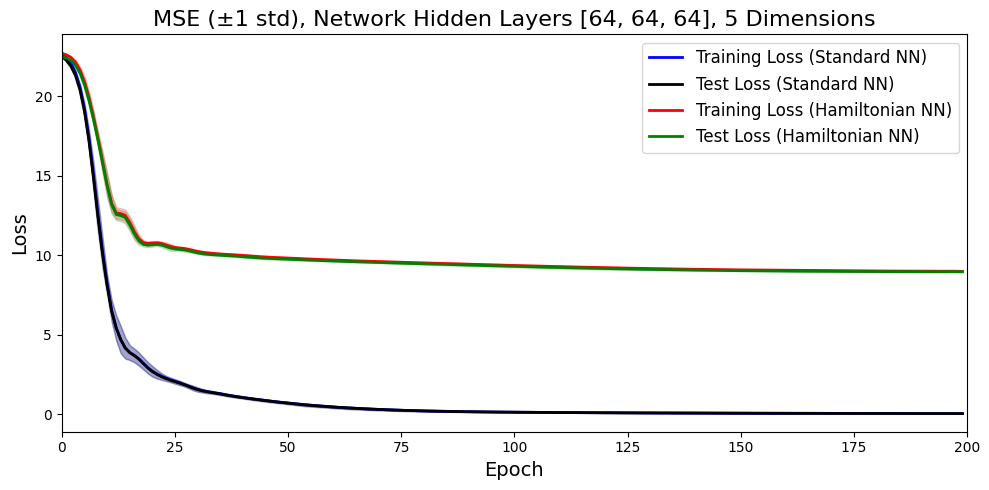 MSE (±1 std), Network Hidden Layers [64, 64, 64], 5 Dimensions
Training Loss (Standard NN)
Test Loss (Standard NN)
Training Loss (Hamiltonian NN)
Test Loss (Hamiltonian NN)
Loss
20
15
10
5
0
0 25 50 75 100 125 150 175 200
Epoch